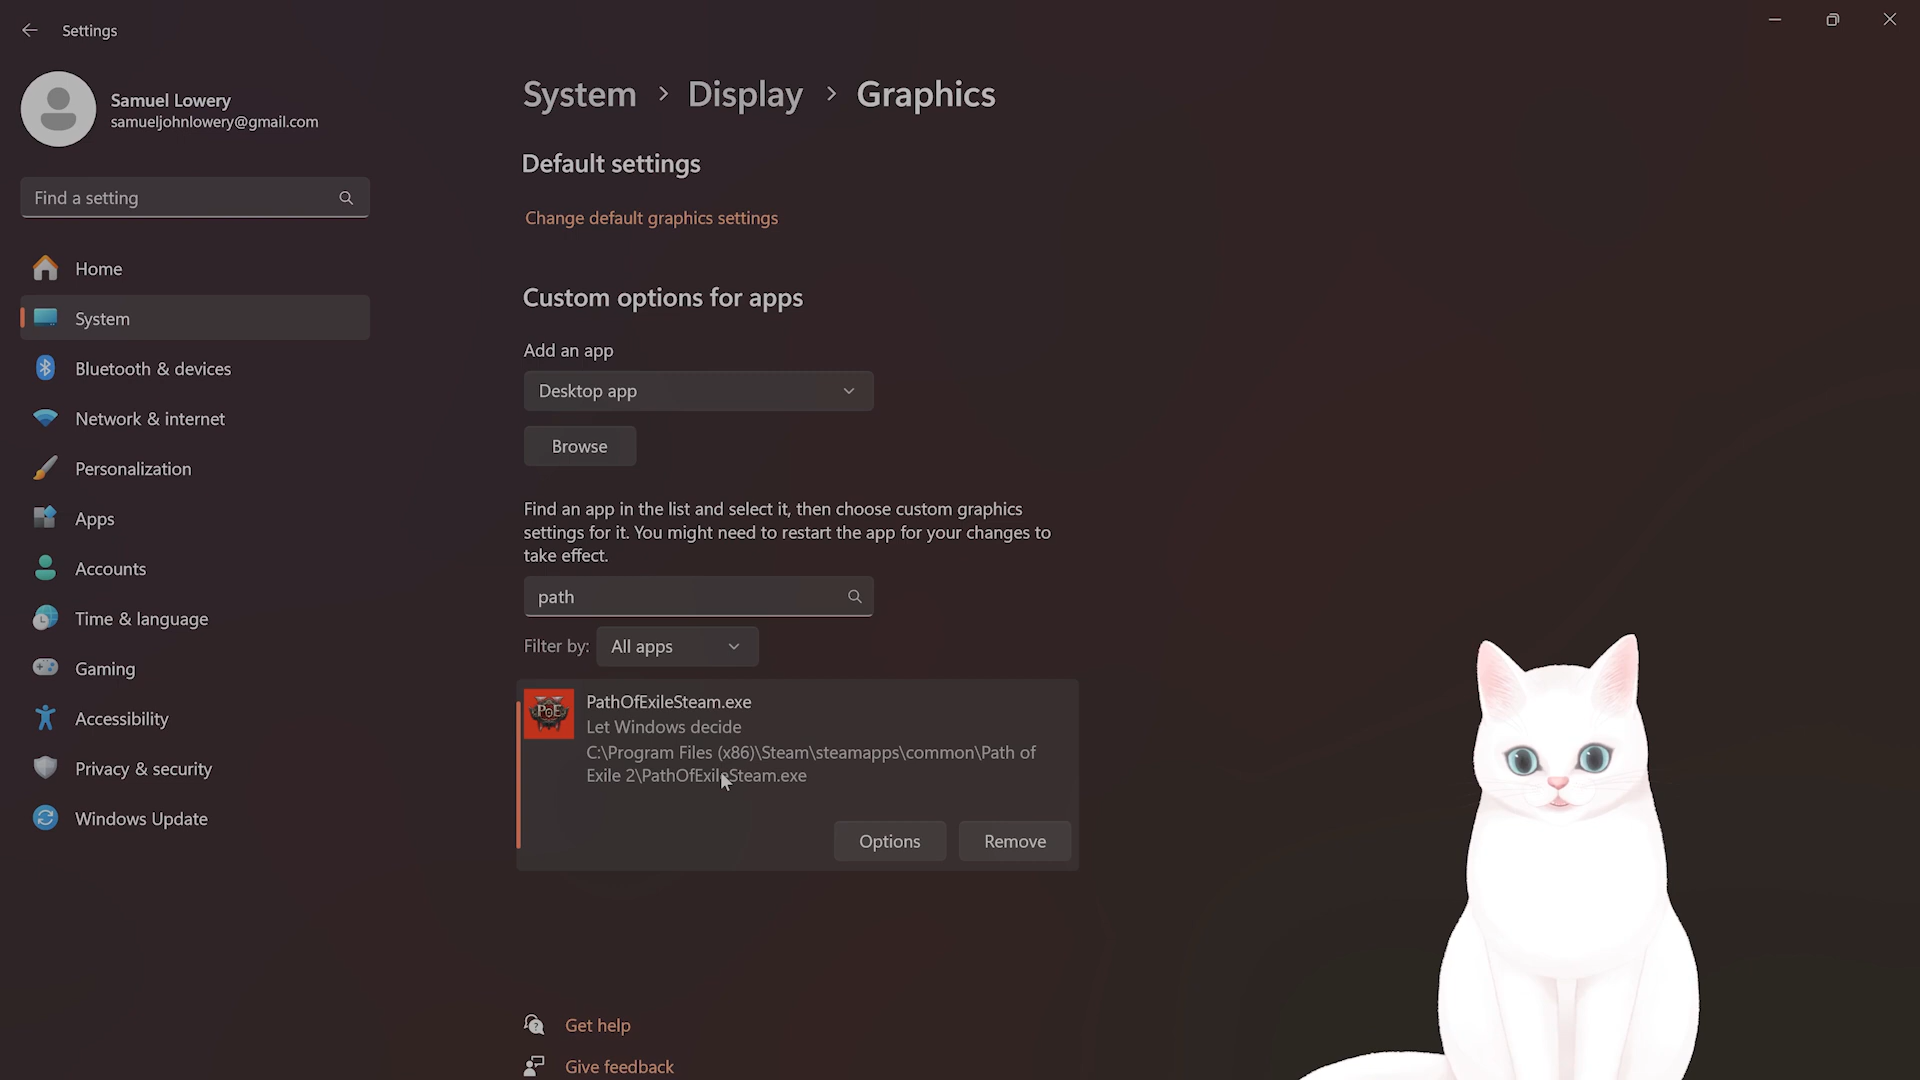 Settings
Samuel Lowery
samueljohnlowery@gmail.com
Find a setting
Home
System
Bluetooth & devices
Network & internet
Personalization
Apps
Accounts
Time & language
Gaming
Accessibility
Privacy & security
Windows Update
System > Display > Graphics
Default settings
Change default graphics settings
Custom options for apps
Add an app
Desktop app
Browse
Find an app in the list and select it, then choose custom graphics
settings for it. You might need to restart the app for your changes to
take effect.
path
Filter by: All apps
PoE
PathOfExileSteam.exe
Let Windows decide
C:\Program Files (x86)\Steam\steamapps\common\Path of
Exile 2\PathOfExileSteam.exe
Options Remove
Get help
Give feedback